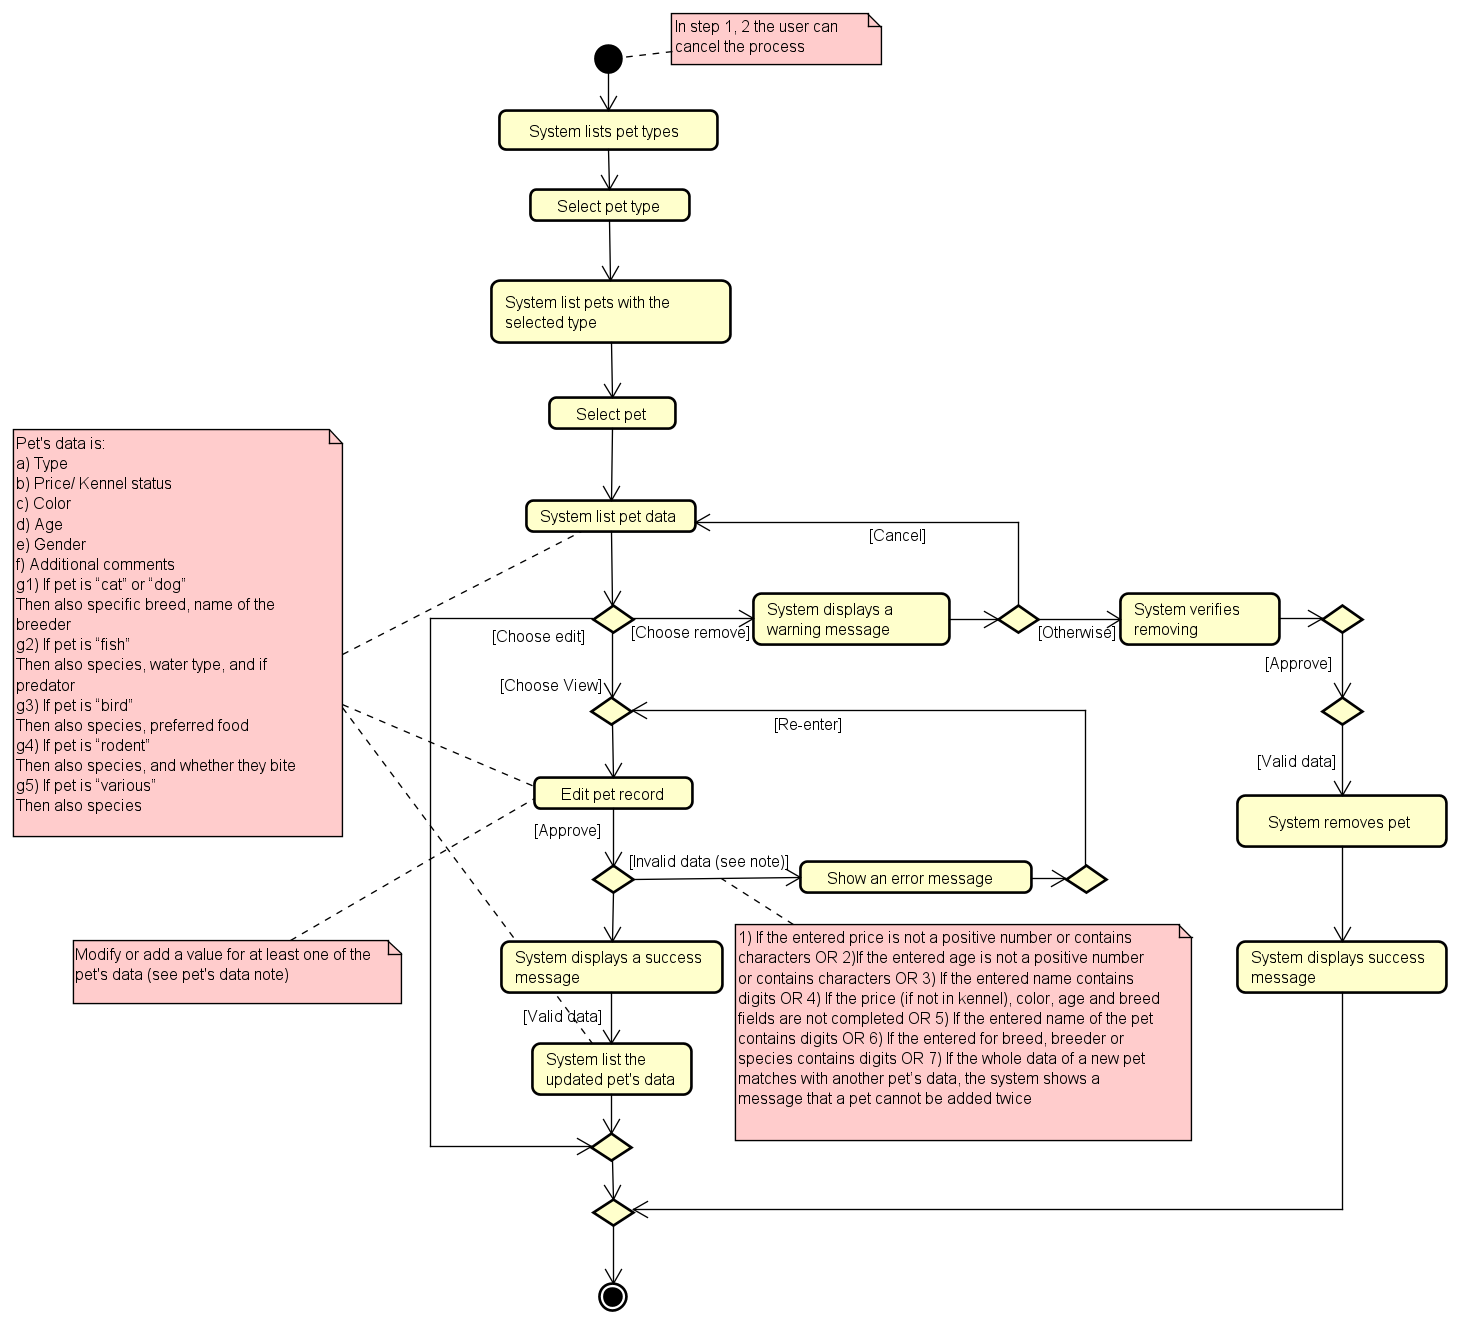 In step 1, 2 the user can
cancel the process
System lists pet types
Select pet type
System list pets with the
selected type
Select pet
Pet's data is:
a) Type
b) Price/ Kennel status
c) Color
d) Age
e) Gender
f) Additional comments
g1) If pet is “cat” or “dog”
Then also specific breed, name of the
breeder
g2) If pet is “fish”
Then also species, water type, and if
predator
g3) If pet is “bird”
Then also species, preferred food
g4) If pet is “rodent”
Then also species, and whether they bite
g5) If pet is “various”
Then also species
System list pet data
[Cancel]
[Choose edit]
[Choose remove]
System displays a
warning message
[Otherwise]
System verifies
removing
[Approve]
[Choose View]
[Re-enter]
[Valid data]
Edit pet record
[Approve]
System removes pet
[Invalid data (see note)]
Show an error message
Modify or add a value for at least one of the
pet's data (see pet's data note)
System displays a success
message
1) If the entered price is not a positive number or contains
characters OR 2)If the entered age is not a positive number
or contains characters OR 3) If the entered name contains
digits OR 4) If the price (if not in kennel), color, age and breed
fields are not completed OR 5) If the entered name of the pet
contains digits OR 6) If the entered for breed, breeder or
species contains digits OR 7) If the whole data of a new pet
matches with another pet's data, the system shows a
message that a pet cannot be added twice
System displays success
message
[Valid data]
System list the
updated pet's data